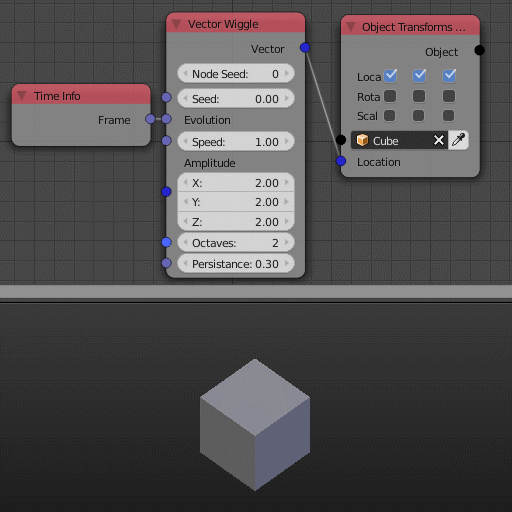 Time Info
Frame
Vector Wiggle
Vector
Node Seed: 0
Seed: 0.00
Evolution
Speed: 1.00
Amplitude
X: 2.00
Y: 2.00
Z: 2.00
Octaves: 2
Persistance: 0.30
Object Transforms ...
Object
Loca
Rota
Scal
Cube
Location